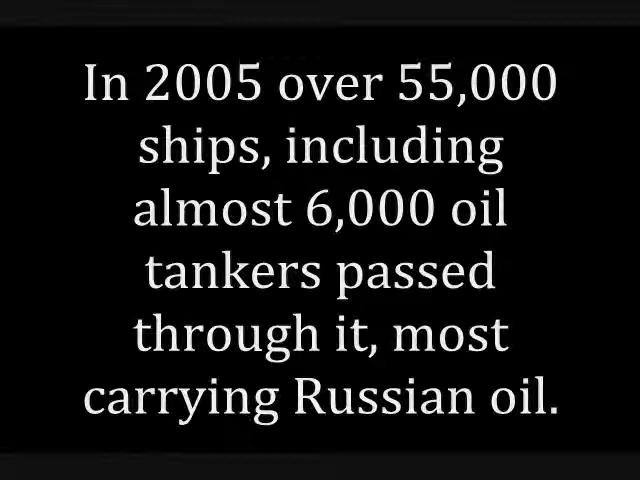 In 2005 over 55,000
ships, including
almost 6,000 oil
tankers passed
through it, most
carrying Russian oil.